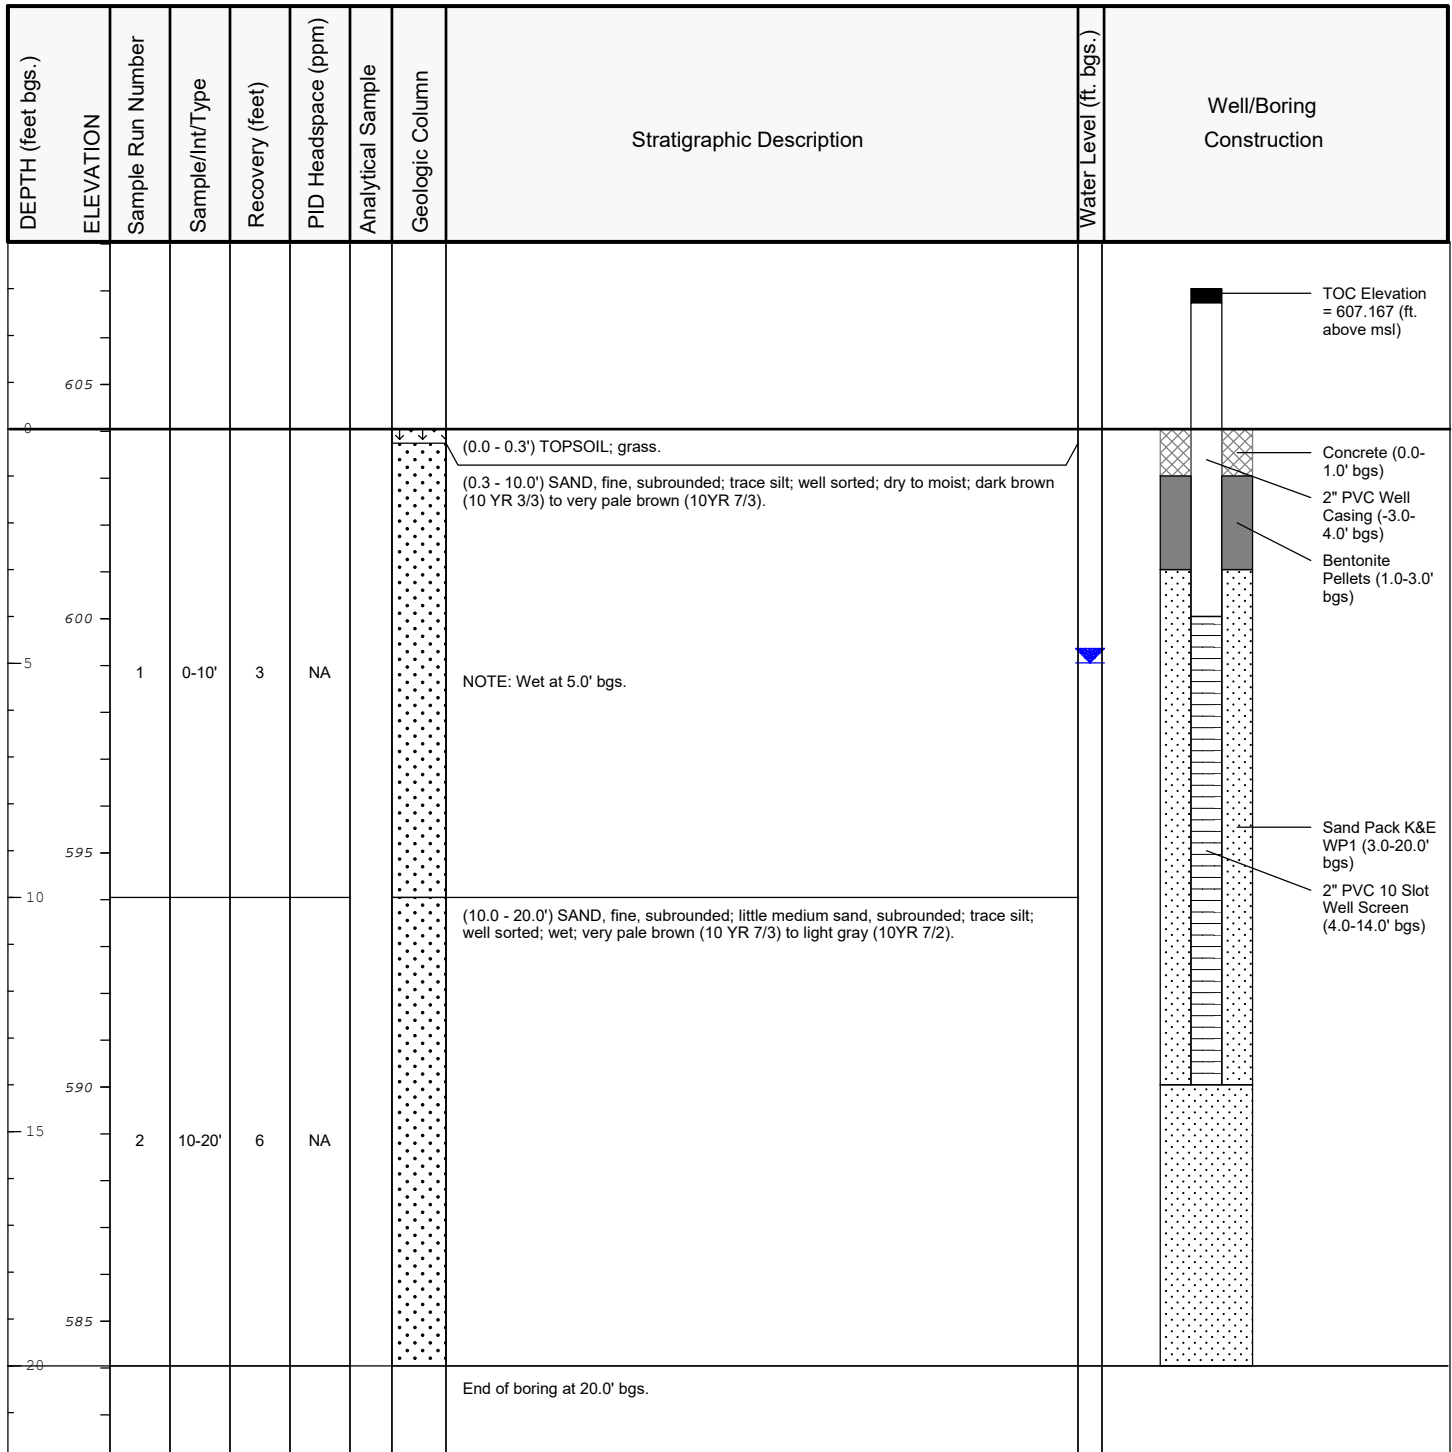 DEPTH (feet bgs.)
ELEVATION
Sample Run Number
Sample/Int/Type
Recovery (feet)
PID Headspace (ppm)
Analytical Sample
Geologic Column
Stratigraphic Description
Water Level (ft. bgs.)
Well/Boring
Construction
TOC Elevation
= 607.167 (ft.
above msl)
605
0
(0.0 - 0.3') TOPSOIL; grass.
(0.3 - 10.0') SAND, fine, subrounded; trace silt; well sorted; dry to moist; dark brown
(10 YR 3/3) to very pale brown (10YR 7/3).
Concrete (0.0-
1.0' bgs)
2" PVC Well
Casing (-3.0-
4.0' bgs)
Bentonite
Pellets (1.0-3.0'
bgs)
600
5
1
0-10'
3
NA
NOTE: Wet at 5.0' bgs.
595
Sand Pack K&E
WP1 (3.0-20.0'
bgs)
2" PVC 10 Slot
Well Screen
(4.0-14.0' bgs)
10
(10.0 - 20.0') SAND, fine, subrounded; little medium sand, subrounded; trace silt;
well sorted; wet; very pale brown (10 YR 7/3) to light gray (10YR 7/2).
590
15
2
10-20'
6
NA
585
20
End of boring at 20.0' bgs.